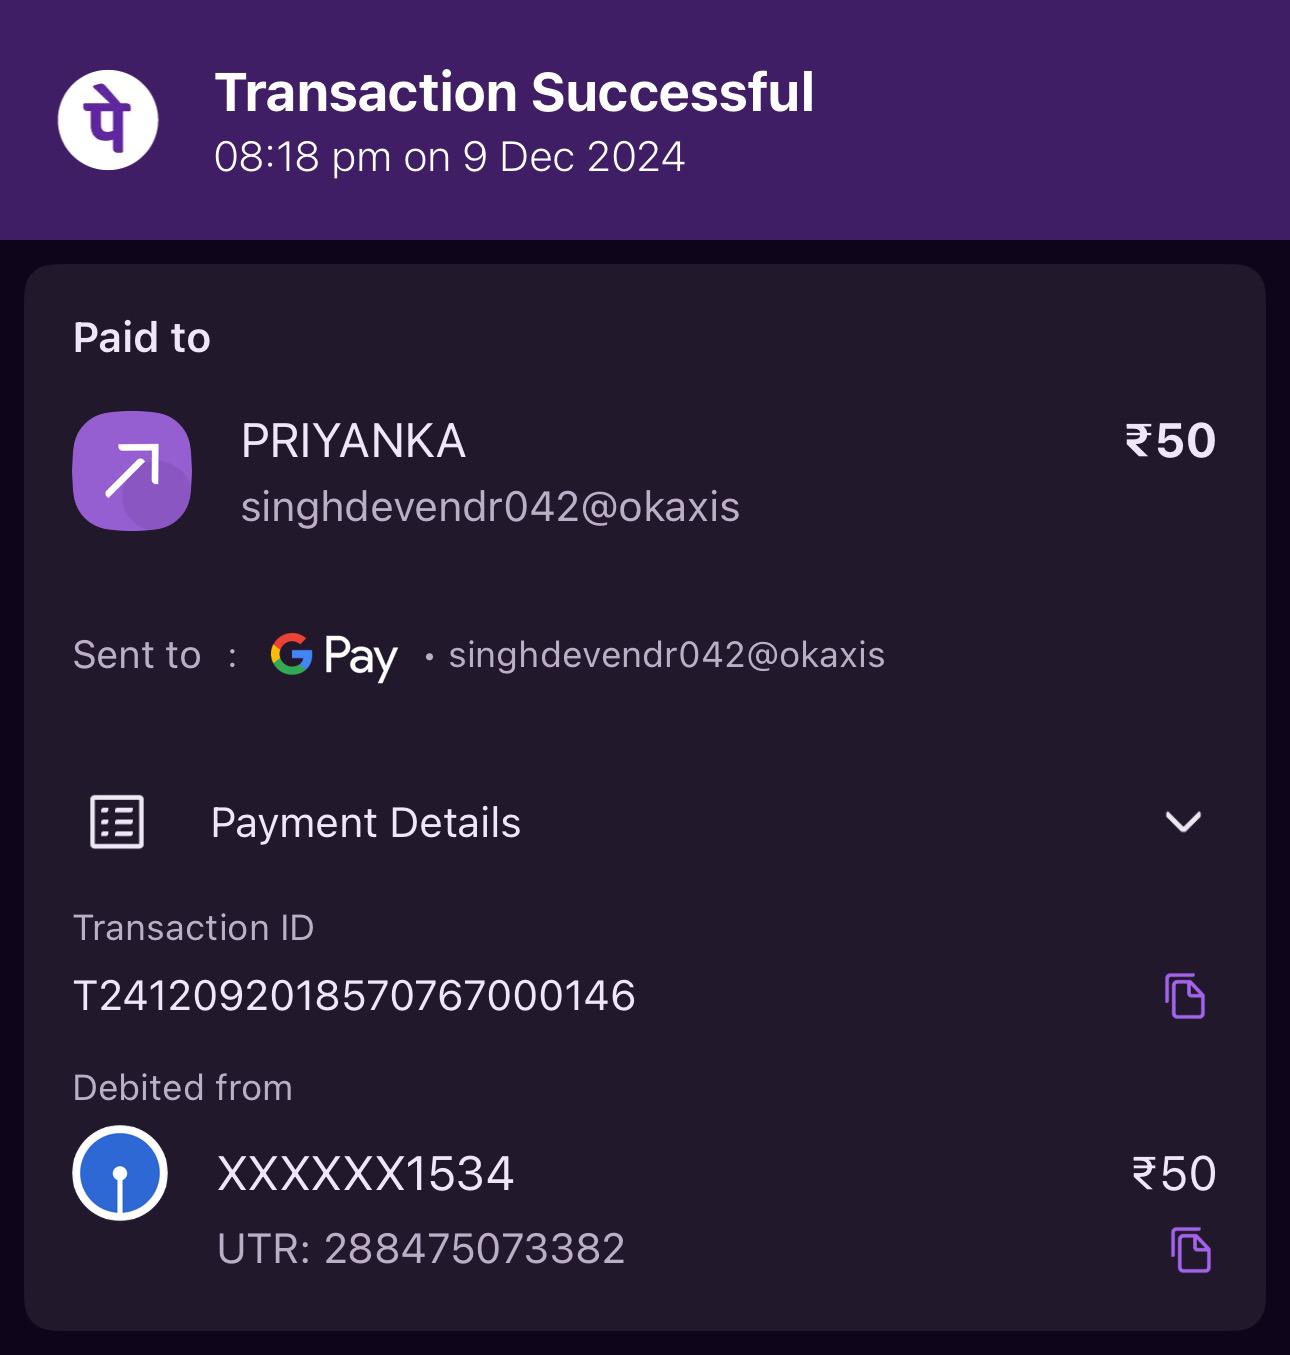 पे
Transaction Successful
08:18 pm on 9 Dec 2024
Paid to
PRIYANKA ₹50
singhdevendr042@okaxis
Sent to : G Pay • singhdevendr042@okaxis
Payment Details
Transaction ID
T2412092018570767000146
Debited from
XXXXXX1534 ₹50
UTR: 288475073382